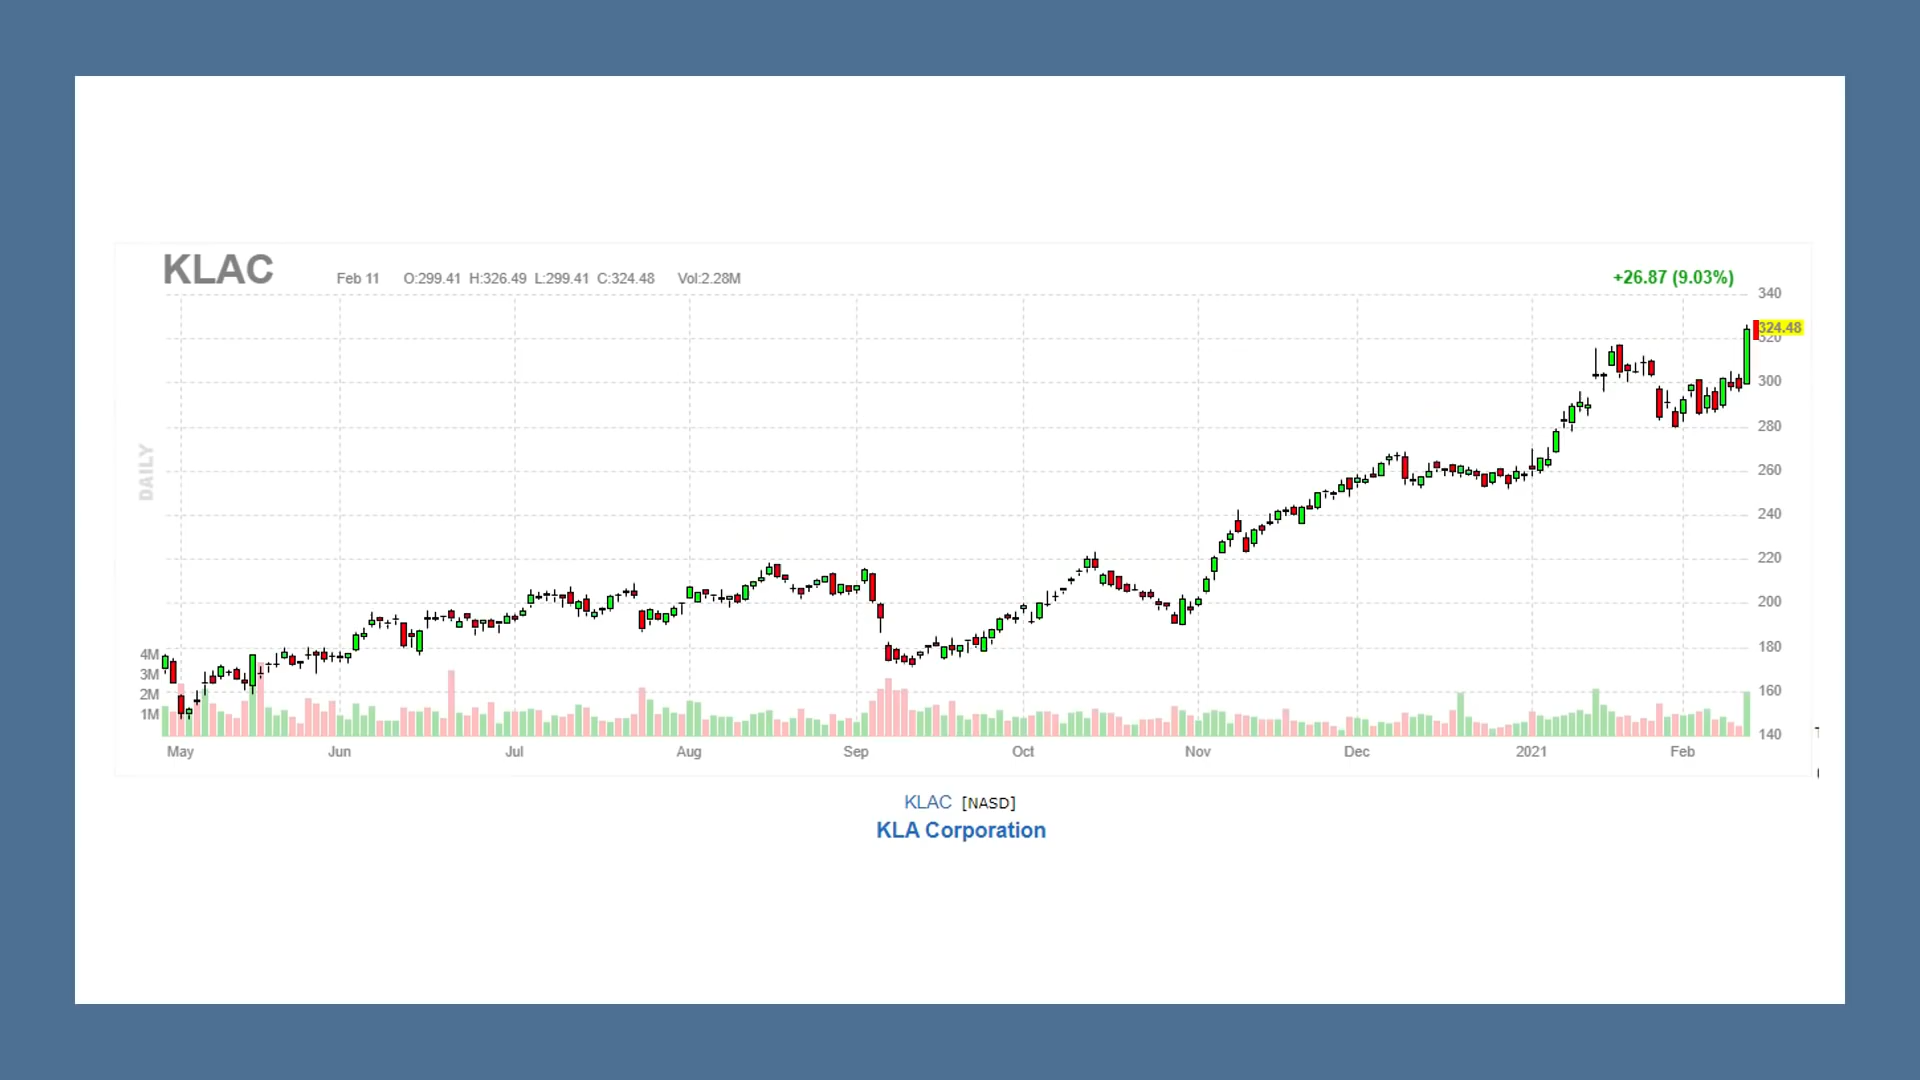 KLAC Feb 11 O:299.41 H:326.49 L:299.41 C:324.48 Vol:2.28M +26.87 (9.03%)
340
324.48
320
300
280
DAILY
260
240
220
200
4M 180
3M
2M 160
1M
140
May Jun Jul Aug Sep Oct Nov Dec 2021 Feb
KLAC [NASD]
KLA Corporation